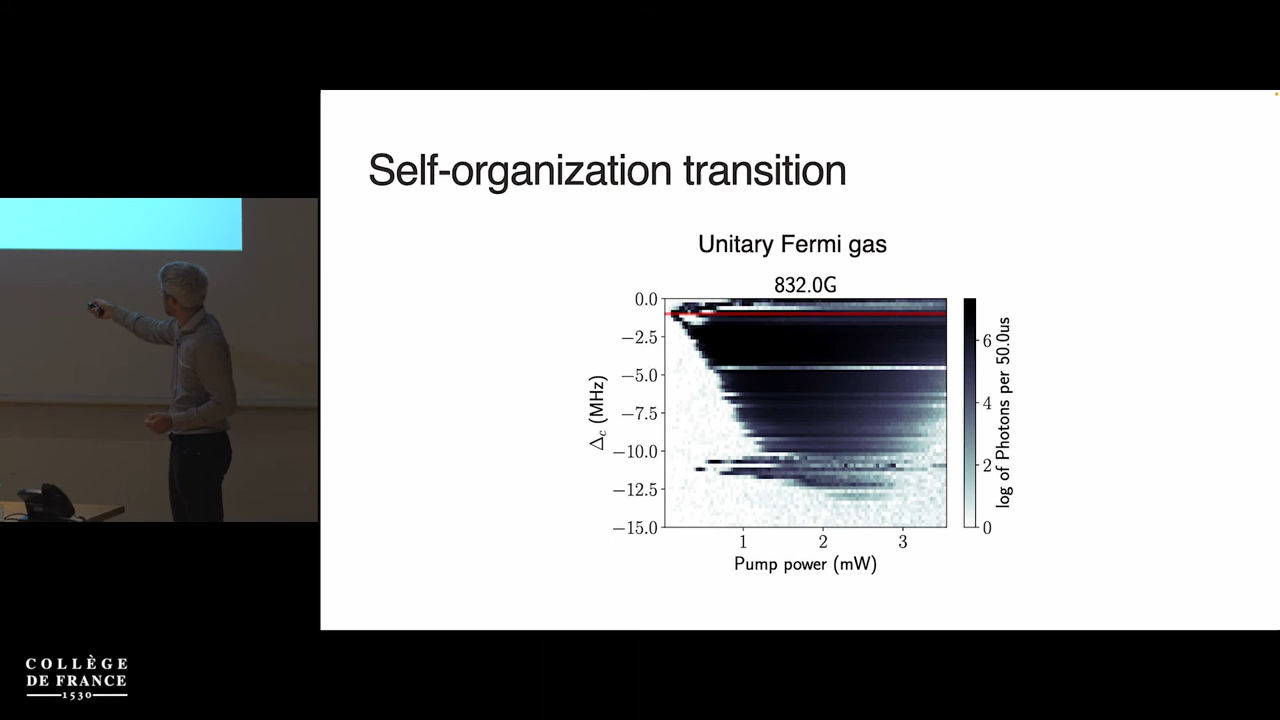 Self-organization transition
Unitary Fermi gas
832.0G
0.0
−2.5
−5.0
−7.5
−10.0
−12.5
−15.0
Δc (MHz)
1 2 3
Pump power (mW)
6
4
2
0
log of Photons per 50.0us
COLLÈGE
DE FRANCE
1530